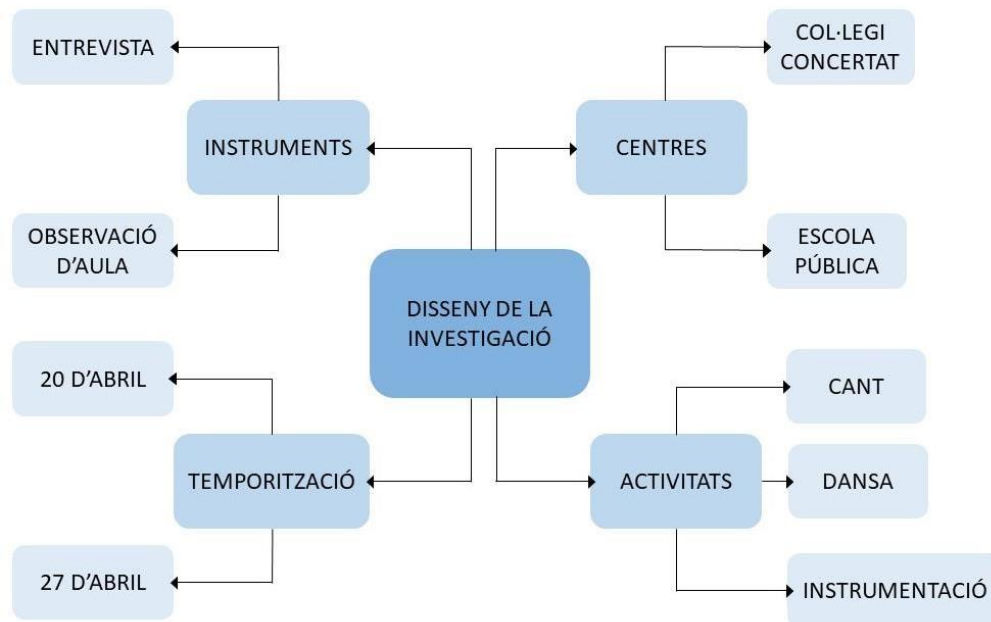 ENTREVISTA
INSTRUMENTS
OBSERVACIÓ
D'AULA
COL·LEGI
CONCERTAT
CENTRES
ESCOLA
PÚBLICA
DISSENY DE LA
INVESTIGACIÓ
20 D'ABRIL
TEMPORITZACIÓ
27 D'ABRIL
CANT
ACTIVITATS
DANSA
INSTRUMENTACIÓ